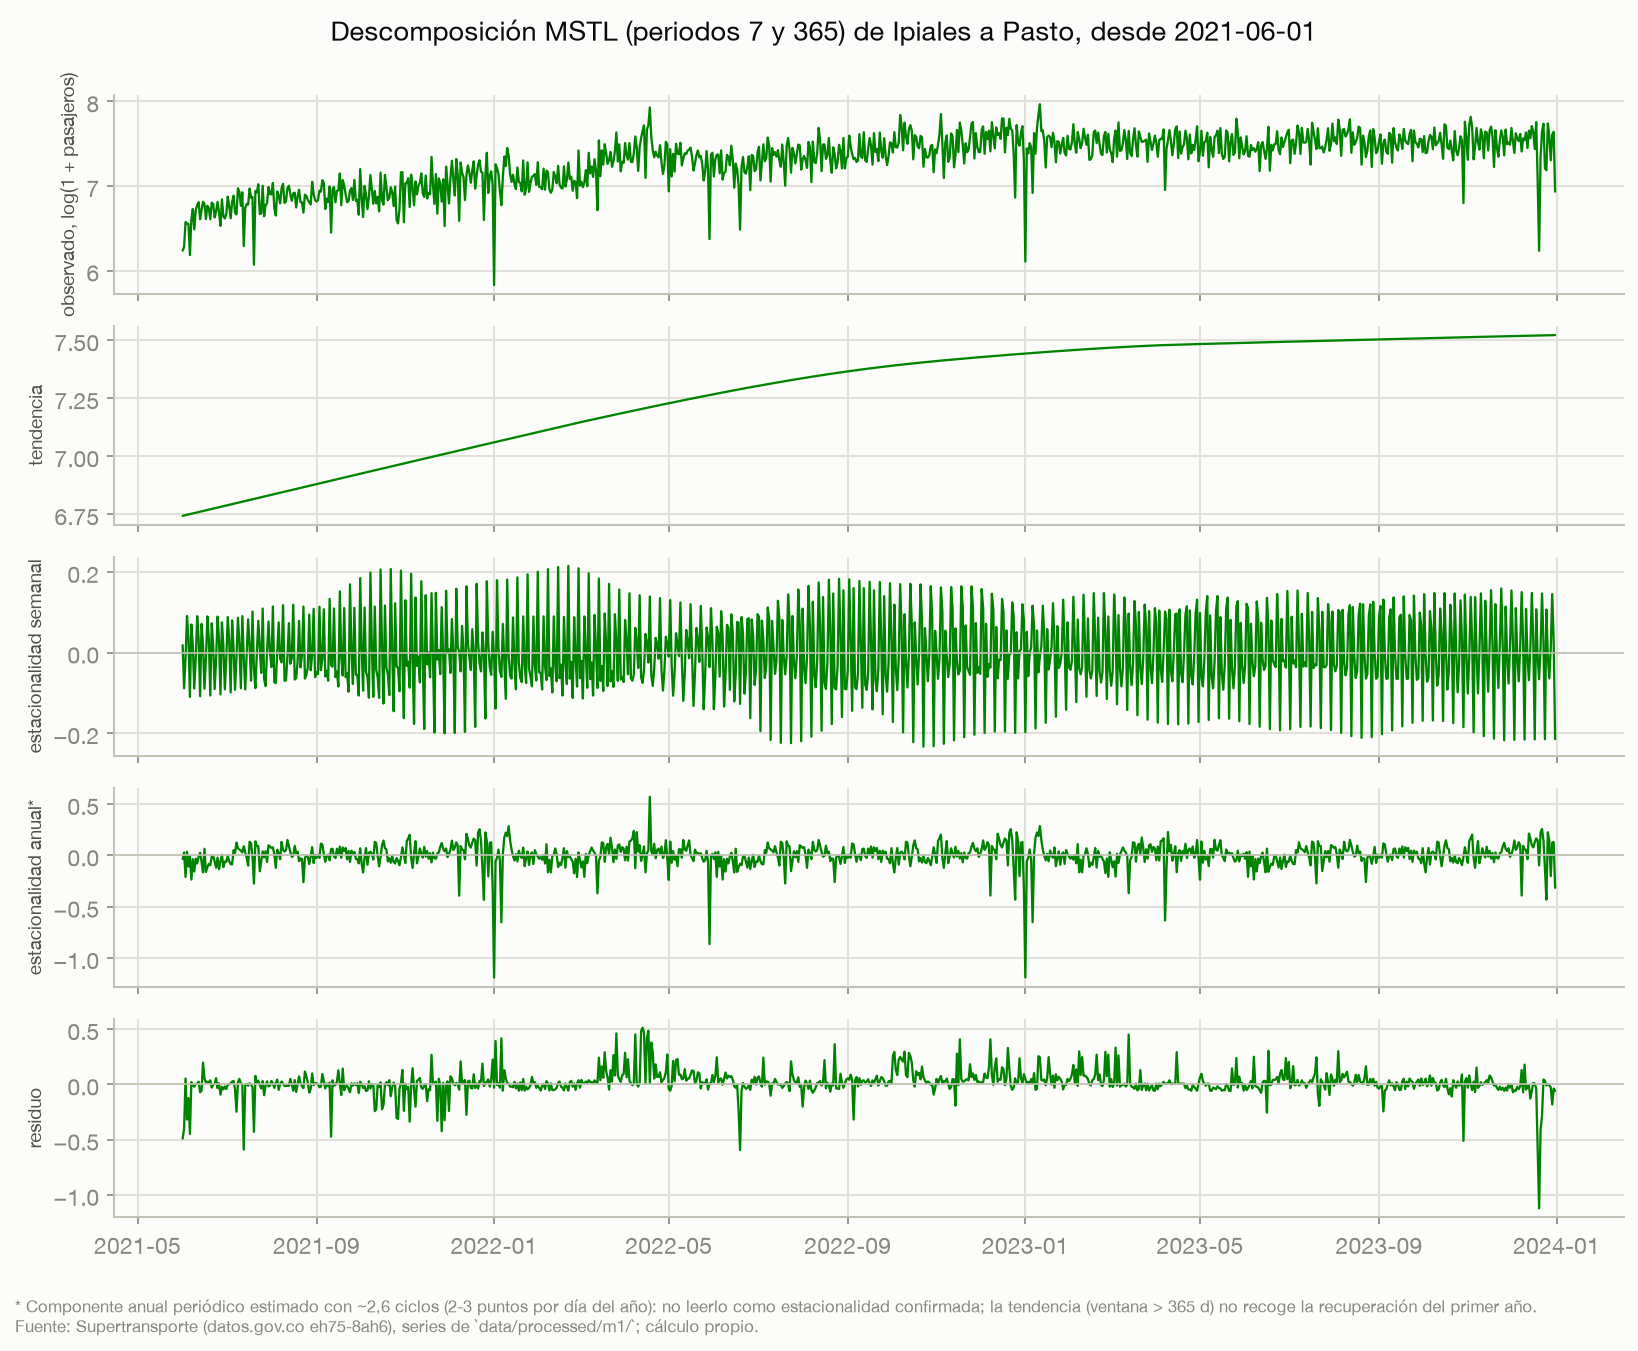 Descomposición MSTL (periodos 7 y 365) de Ipiales a Pasto, desde 2021-06-01
observado, log(1 + pasajeros)
8
7
6
tendencia
7.50
7.25
7.00
6.75
estacionalidad semanal
0.2
0.0
−0.2
estacionalidad anual*
0.5
0.0
−0.5
−1.0
residuo
0.5
0.0
−0.5
−1.0
2021-05 2021-09 2022-01 2022-05 2022-09 2023-01 2023-05 2023-09 2024-01
* Componente anual periódico estimado con ~2,6 ciclos (2-3 puntos por día del año): no leerlo como estacionalidad confirmada; la tendencia (ventana > 365 d) no recoge la recuperación del primer año.
Fuente: Supertransporte (datos.gov.co eh75-8ah6), series de `data/processed/m1/`; cálculo propio.